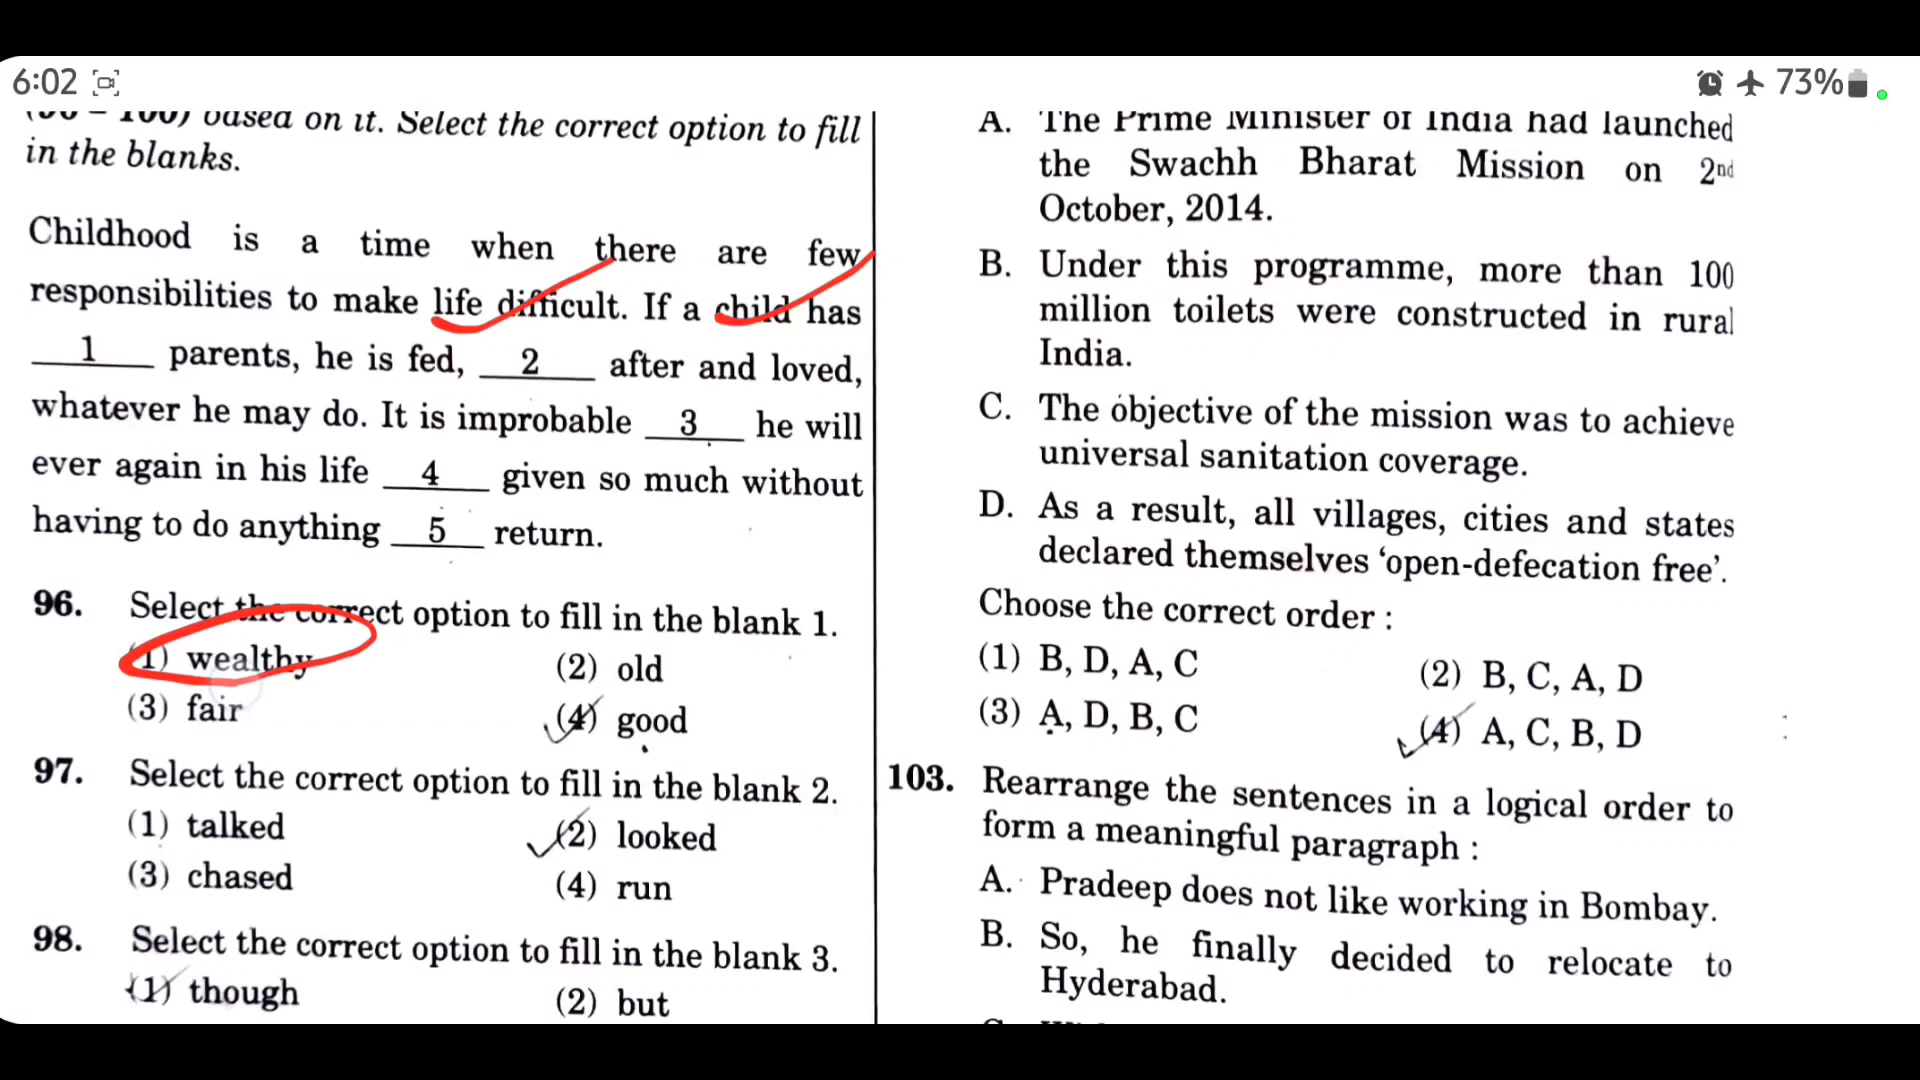 6:02
73%
(96 – 100) based on it. Select the correct option to fill
in the blanks.
Childhood is a time when there are few
responsibilities to make life difficult. If a child has
1 parents, he is fed, 2 after and loved,
whatever he may do. It is improbable 3 he will
ever again in his life 4 given so much without
having to do anything 5 return.
96. Select the correct option to fill in the blank 1.
(1) wealthy (2) old
(3) fair (4) good
97. Select the correct option to fill in the blank 2.
(1) talked (2) looked
(3) chased (4) run
98. Select the correct option to fill in the blank 3.
(1) though (2) but
A. The Prime Minister of India had launched
the Swachh Bharat Mission on 2nd
October, 2014.
B. Under this programme, more than 100
million toilets were constructed in rural
India.
C. The objective of the mission was to achieve
universal sanitation coverage.
D. As a result, all villages, cities and states
declared themselves ‘open-defecation free’.
Choose the correct order :
(1) B, D, A, C (2) B, C, A, D
(3) A, D, B, C (4) A, C, B, D
103. Rearrange the sentences in a logical order to
form a meaningful paragraph :
A. Pradeep does not like working in Bombay.
B. So, he finally decided to relocate to
Hyderabad.